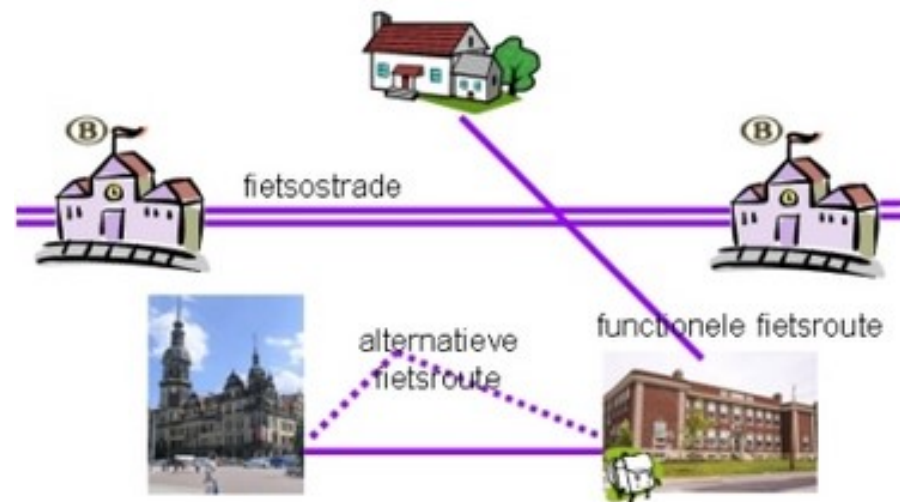 B
B
fietsostrade
functionele fietsroute
alternatieve
fietsroute